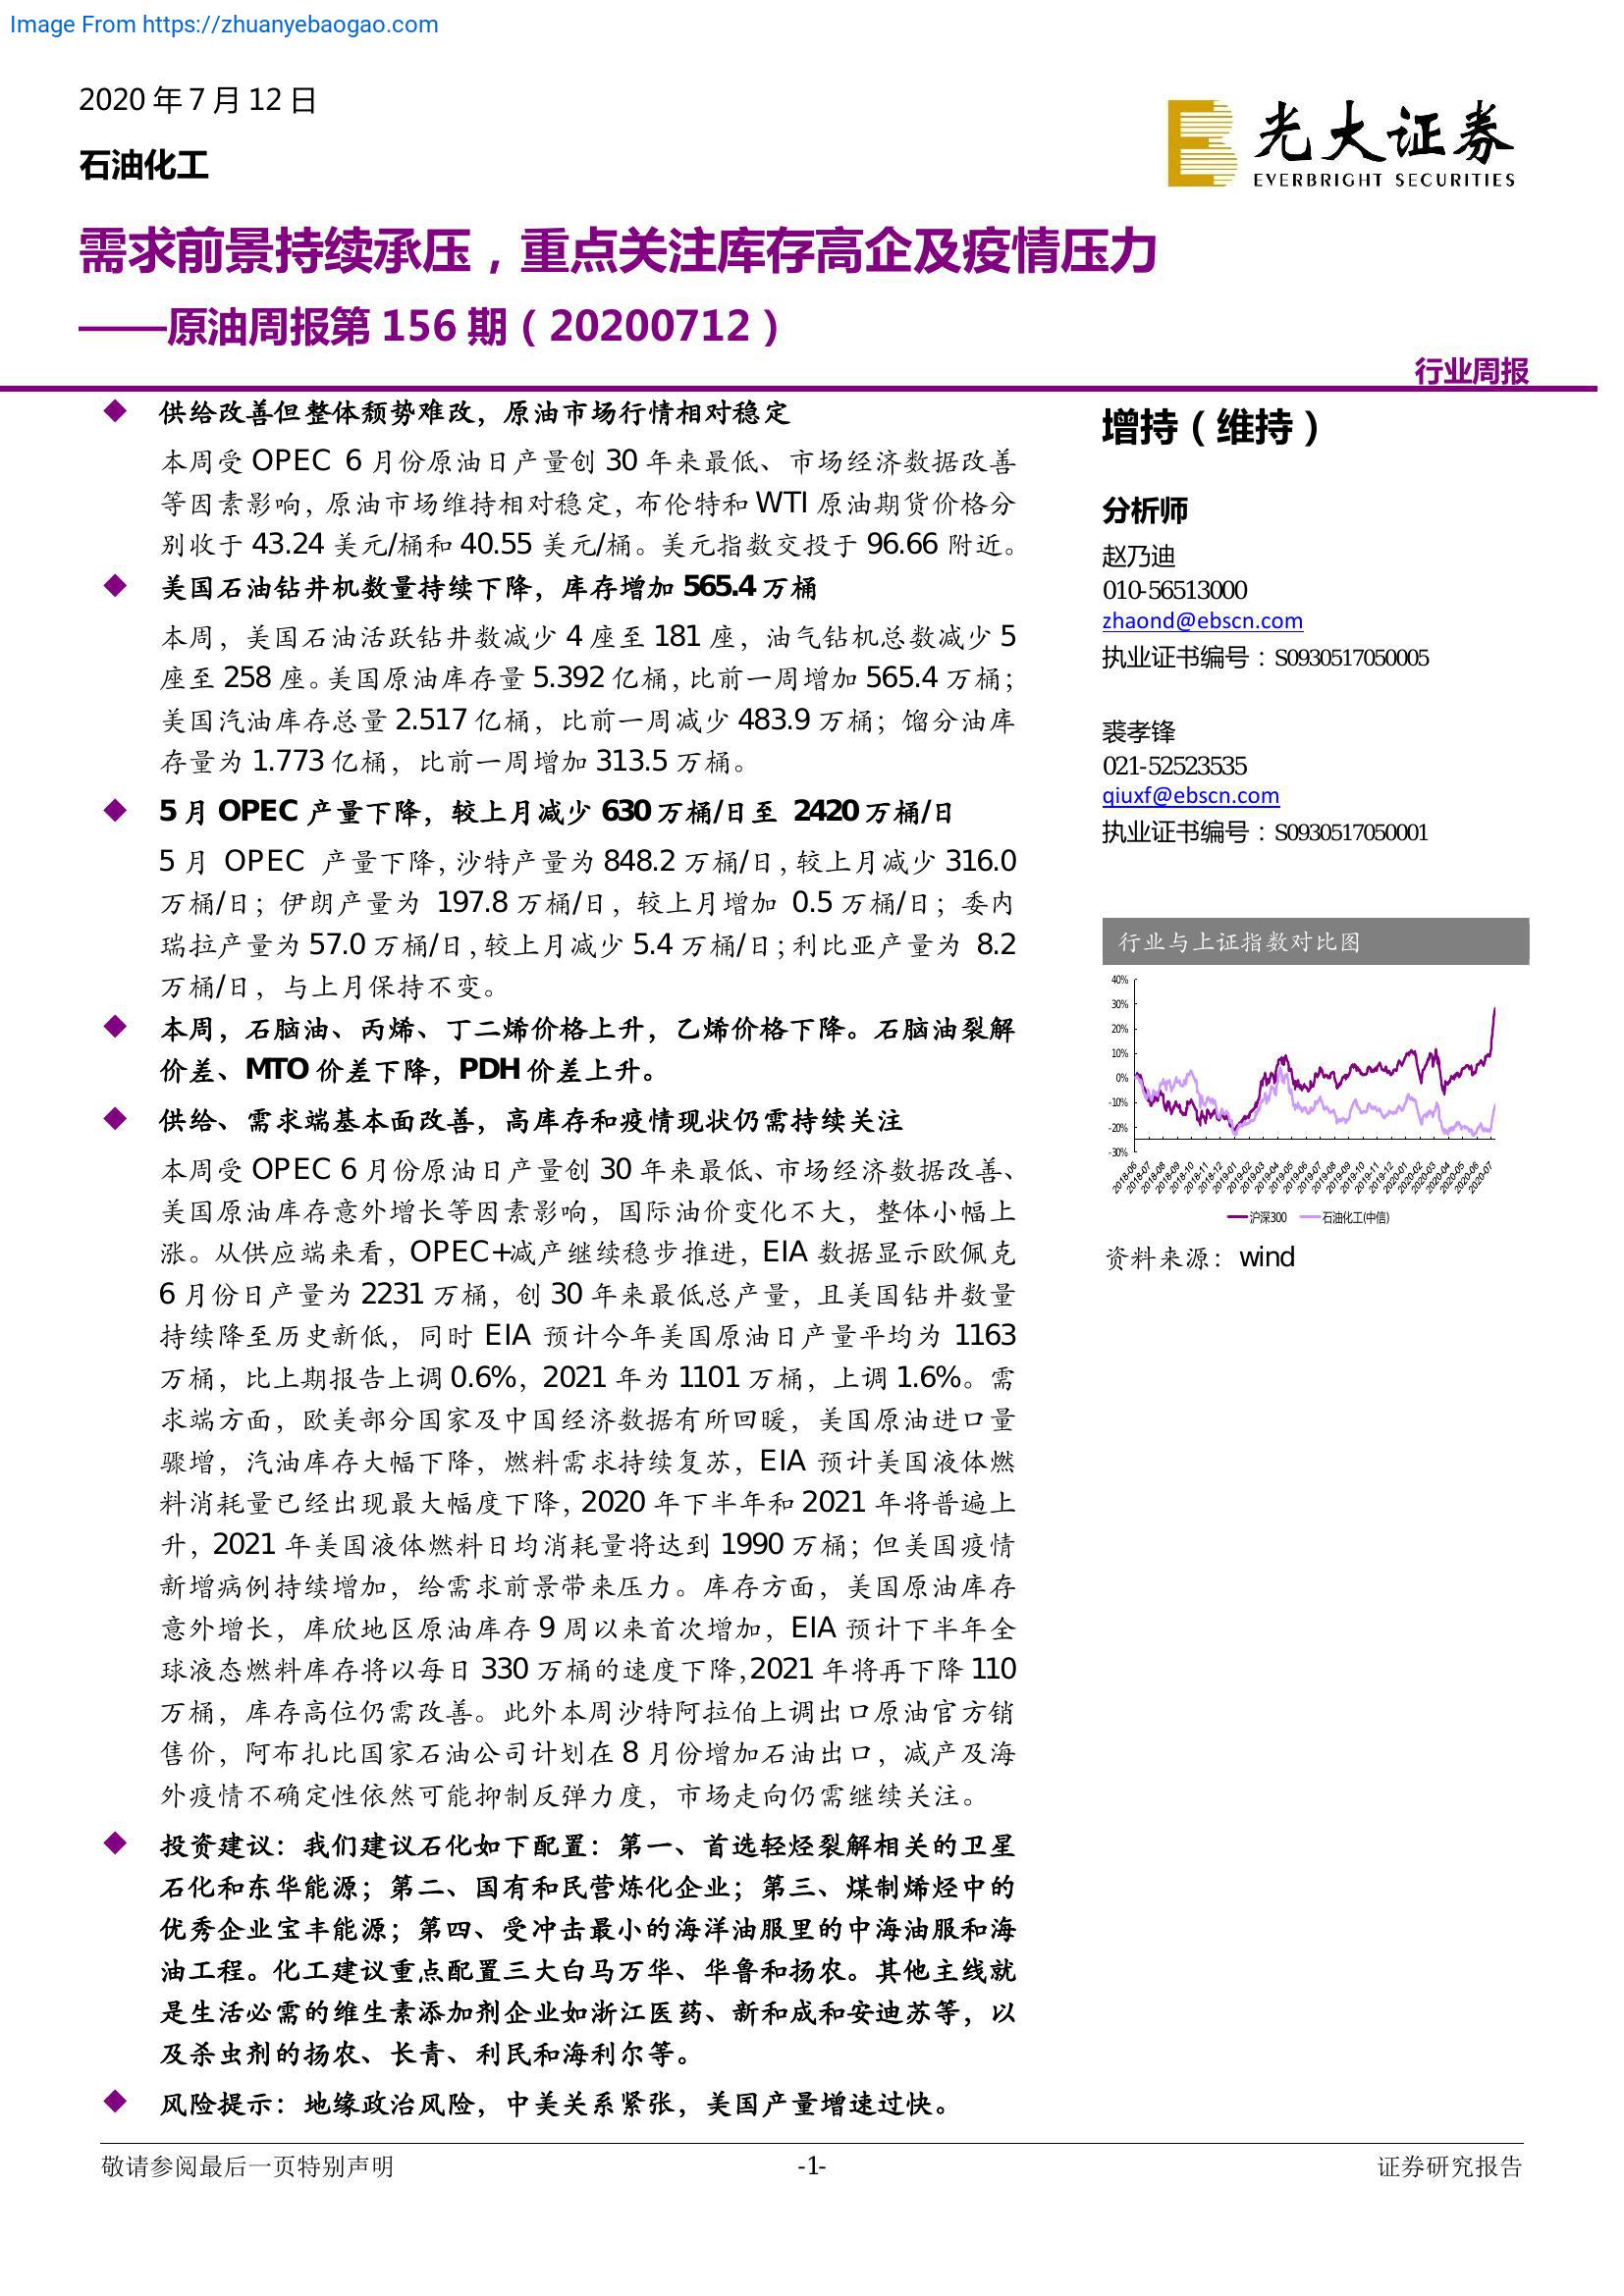 Image From https://zhuanyebaogao.com
2020 年 7 月 12 日
石油化工
光大证券
EVERBRIGHT SECURITIES
需求前景持续承压，重点关注库存高企及疫情压力
——原油周报第 156 期（20200712）
行业周报
◆ 供给改善但整体颓势难改，原油市场行情相对稳定
本周受 OPEC 6 月份原油日产量创 30 年来最低、市场经济数据改善
等因素影响，原油市场维持相对稳定，布伦特和 WTI 原油期货价格分
别收于 43.24 美元/桶和 40.55 美元/桶。美元指数交投于 96.66 附近。
◆ 美国石油钻井机数量持续下降，库存增加 565.4 万桶
本周，美国石油活跃钻井数减少 4 座至 181 座，油气钻机总数减少 5
座至 258 座。美国原油库存量 5.392 亿桶，比前一周增加 565.4 万桶；
美国汽油库存总量 2.517 亿桶，比前一周减少 483.9 万桶；馏分油库
存量为 1.773 亿桶，比前一周增加 313.5 万桶。
◆ 5 月 OPEC 产量下降，较上月减少 630 万桶/日至 2420 万桶/日
5 月 OPEC 产量下降，沙特产量为 848.2 万桶/日，较上月减少 316.0
万桶/日；伊朗产量为 197.8 万桶/日，较上月增加 0.5 万桶/日；委内
瑞拉产量为 57.0 万桶/日，较上月减少 5.4 万桶/日；利比亚产量为 8.2
万桶/日，与上月保持不变。
◆ 本周，石脑油、丙烯、丁二烯价格上升，乙烯价格下降。石脑油裂解
价差、MTO 价差下降，PDH 价差上升。
◆ 供给、需求端基本面改善，高库存和疫情现状仍需持续关注
本周受 OPEC 6 月份原油日产量创 30 年来最低、市场经济数据改善、
美国原油库存意外增长等因素影响，国际油价变化不大，整体小幅上
涨。从供应端来看，OPEC+减产继续稳步推进，EIA 数据显示欧佩克
6 月份日产量为 2231 万桶，创 30 年来最低总产量，且美国钻井数量
持续降至历史新低，同时 EIA 预计今年美国原油日产量平均为 1163
万桶，比上期报告上调 0.6%，2021 年为 1101 万桶，上调 1.6%。需
求端方面，欧美部分国家及中国经济数据有所回暖，美国原油进口量
骤增，汽油库存大幅下降，燃料需求持续复苏，EIA 预计美国液体燃
料消耗量已经出现最大幅度下降，2020 年下半年和 2021 年将普遍上
升，2021 年美国液体燃料日均消耗量将达到 1990 万桶；但美国疫情
新增病例持续增加，给需求前景带来压力。库存方面，美国原油库存
意外增长，库欣地区原油库存 9 周以来首次增加，EIA 预计下半年全
球液态燃料库存将以每日 330 万桶的速度下降，2021 年将再下降 110
万桶，库存高位仍需改善。此外本周沙特阿拉伯上调出口原油官方销
售价，阿布扎比国家石油公司计划在 8 月份增加石油出口，减产及海
外疫情不确定性依然可能抑制反弹力度，市场走向仍需继续关注。
◆ 投资建议：我们建议石化如下配置：第一、首选轻烃裂解相关的卫星
石化和东华能源；第二、国有和民营炼化企业；第三、煤制烯烃中的
优秀企业宝丰能源；第四、受冲击最小的海洋油服里的中海油服和海
油工程。化工建议重点配置三大白马万华、华鲁和扬农。其他主线就
是生活必需的维生素添加剂企业如浙江医药、新和成和安迪苏等，以
及杀虫剂的扬农、长青、利民和海利尔等。
◆ 风险提示：地缘政治风险，中美关系紧张，美国产量增速过快。
增持（维持）
分析师
赵乃迪
010-56513000
zhaond@ebscn.com
执业证书编号：S0930517050005
裘孝锋
021-52523535
qiuxf@ebscn.com
执业证书编号：S0930517050001
行业与上证指数对比图
40%
30%
20%
10%
0%
-10%
-20%
-30%
2018-06 2018-07 2018-08 2018-09 2018-10 2018-11 2018-12 2019-01 2019-02 2019-03 2019-04 2019-05 2019-06 2019-07 2019-08 2019-09 2019-10 2019-11 2019-12 2020-01 2020-02 2020-03 2020-04 2020-05 2020-06 2020-07
沪深300 石油化工(中信)
资料来源：wind
敬请参阅最后一页特别声明 -1- 证券研究报告